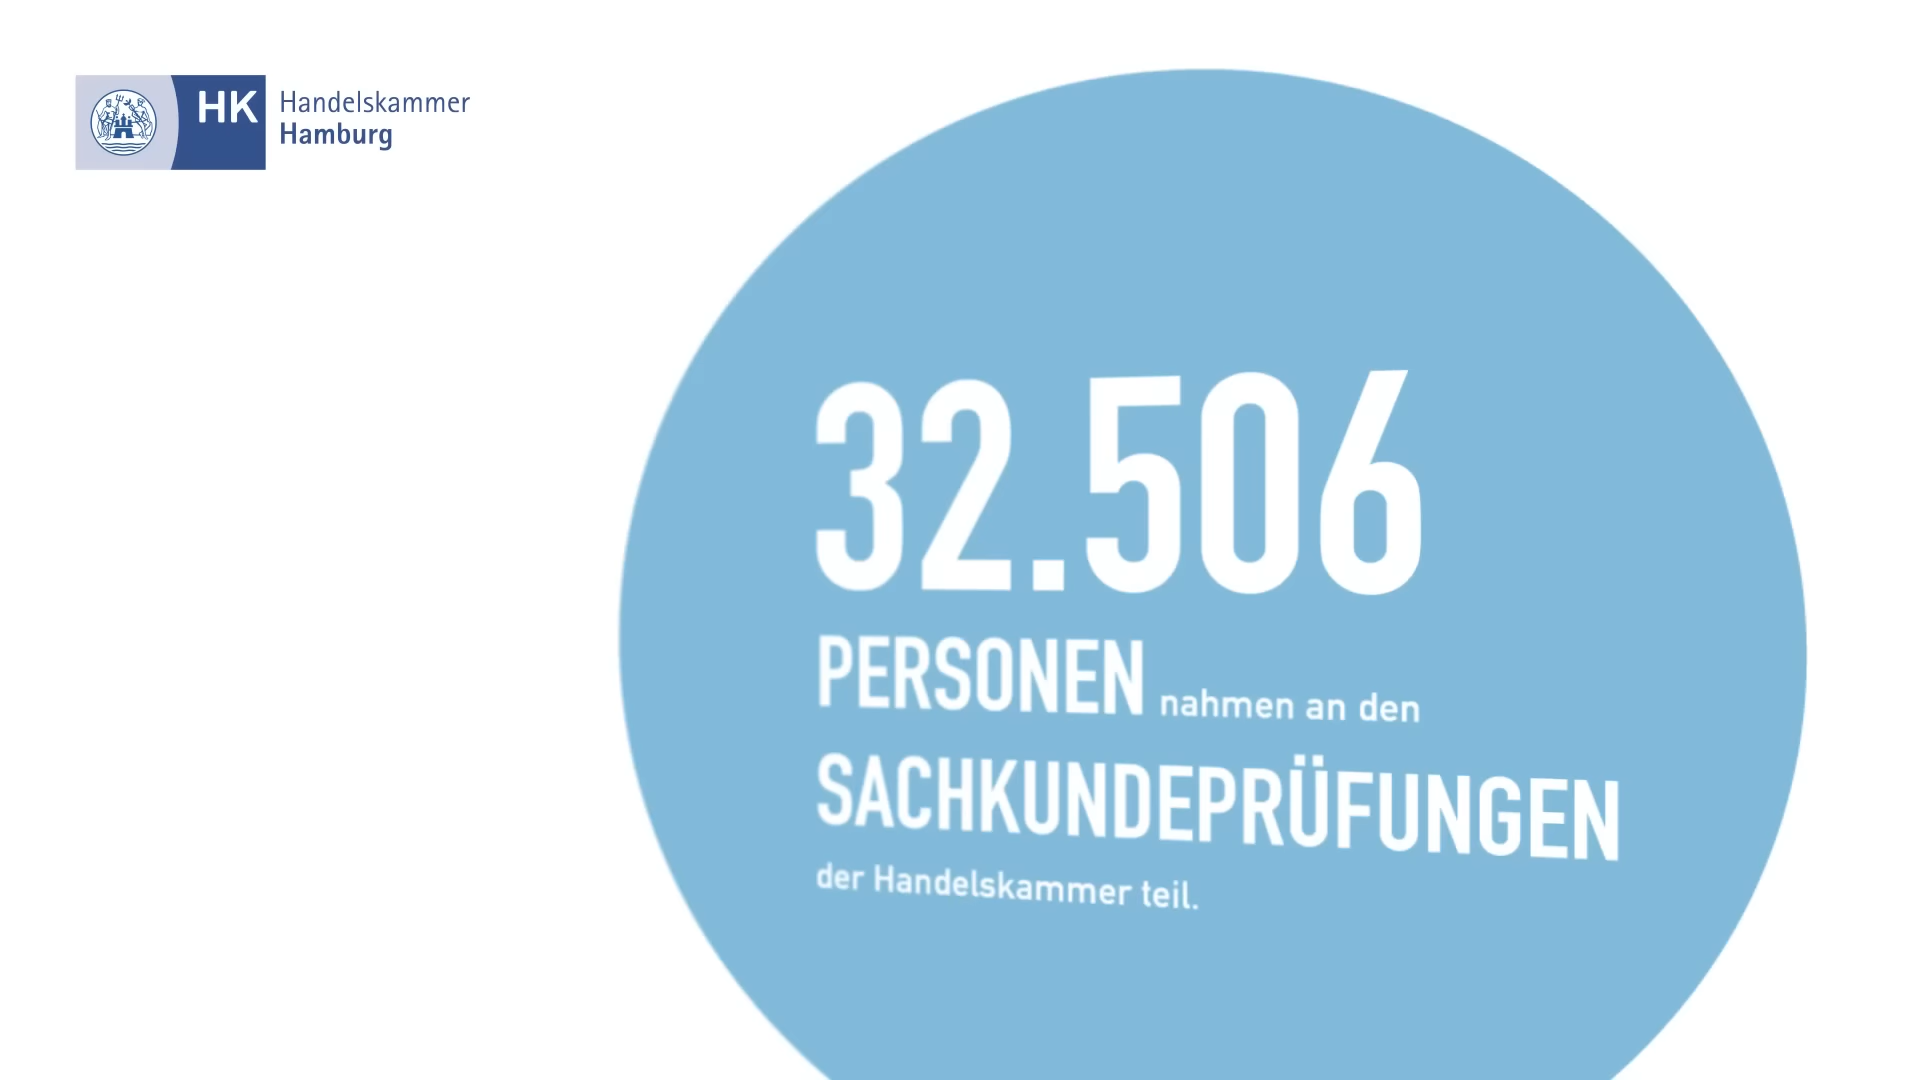 HK Handelskammer
Hamburg
32.506
PERSONEN nahmen an den
SACHKUNDEPRÜFUNGEN
der Handelskammer teil.